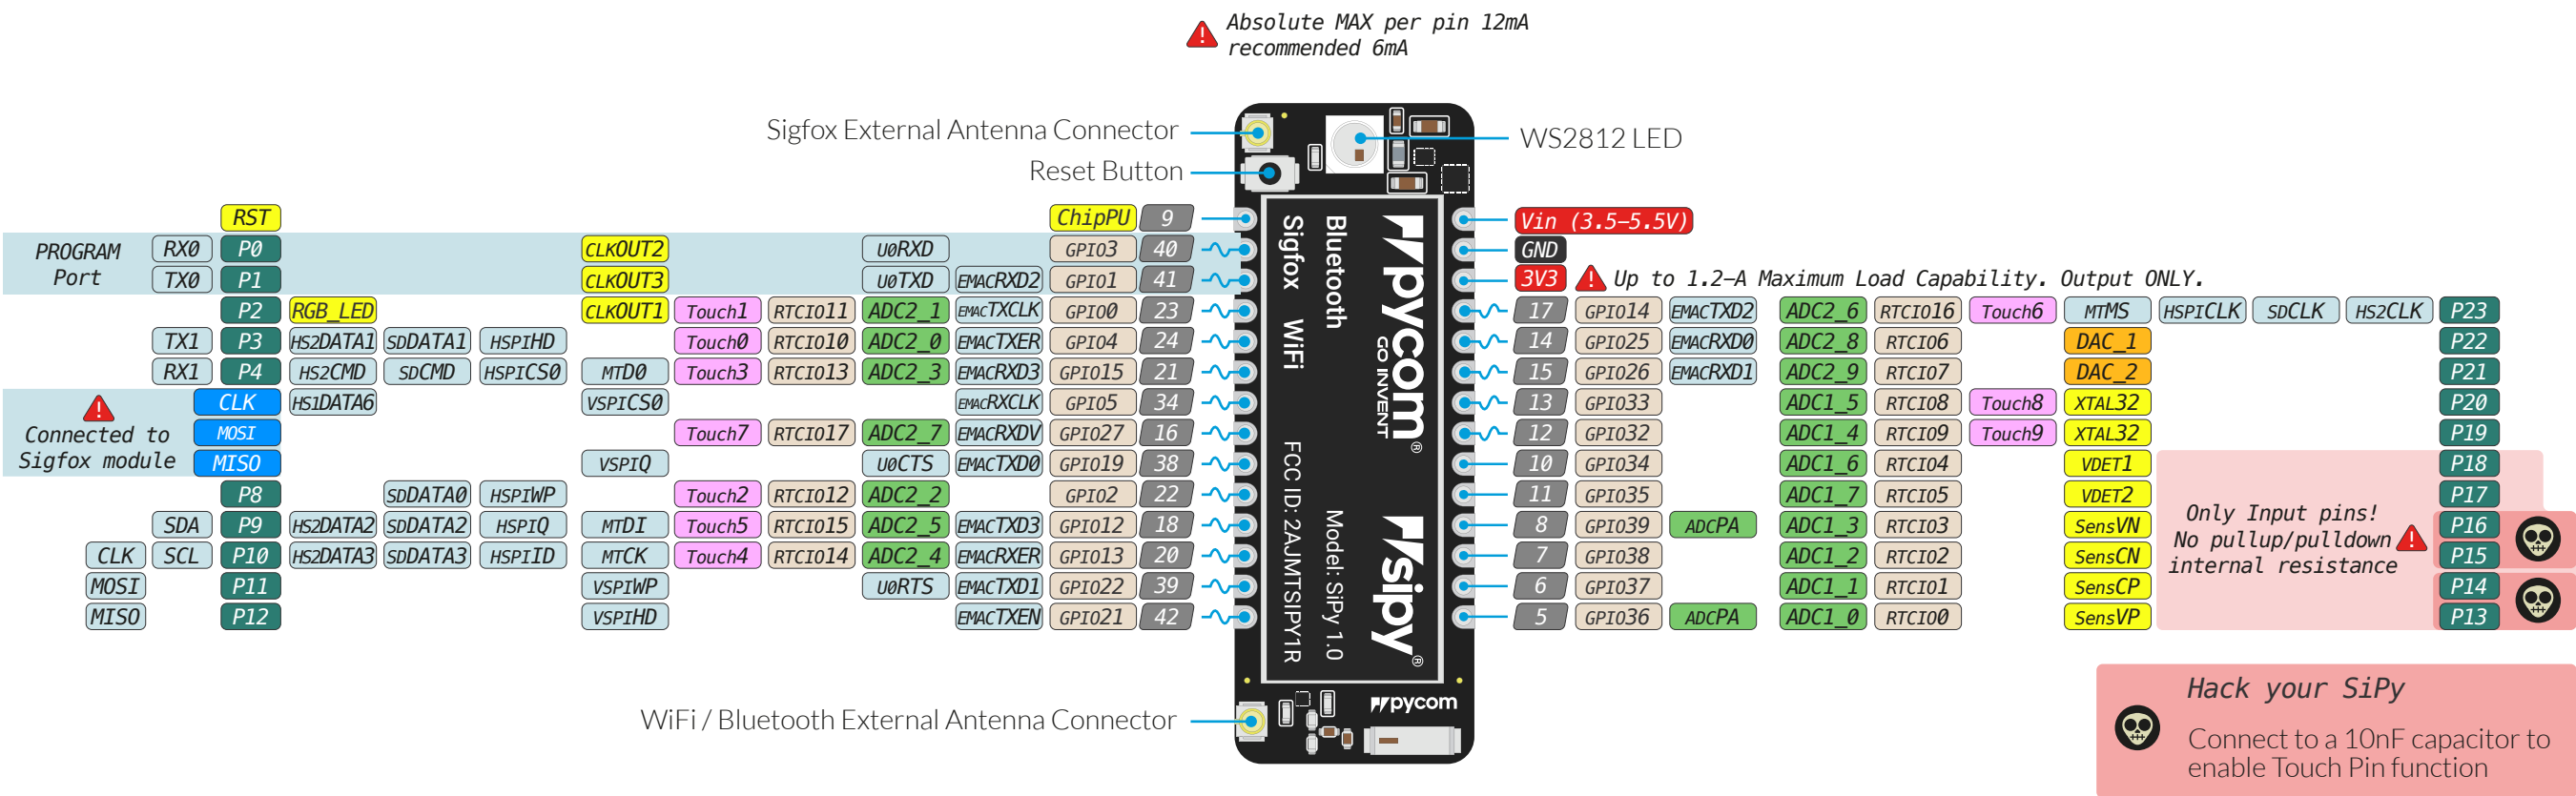 Absolute MAX per pin 12mA
recommended 6mA
Sigfox External Antenna Connector
WS2812 LED
Reset Button
RST ChipPU 9 Vin (3.5–5.5V)
PROGRAM
Port
RX0 P0 CLKOUT2 U0RXD GPIO3 40 GND
TX0 P1 CLKOUT3 U0TXD EMACRXD2 GPIO1 41 3V3 Up to 1.2–A Maximum Load Capability. Output ONLY.
P2 RGB_LED CLKOUT1 Touch1 RTCIO11 ADC2_1 EMACTXCLK GPIO0 23 17 GPIO14 EMACTXD2 ADC2_6 RTCIO16 Touch6 MTMS HSPICLK SDCLK HS2CLK P23
TX1 P3 HS2DATA1 SDDATA1 HSPIHD Touch0 RTCIO10 ADC2_0 EMACTXER GPIO4 24 14 GPIO25 EMACRXD0 ADC2_8 RTCIO6 DAC_1 P22
RX1 P4 HS2CMD SDCMD HSPICS0 MTDO Touch3 RTCIO13 ADC2_3 EMACRXD3 GPIO15 21 15 GPIO26 EMACRXD1 ADC2_9 RTCIO7 DAC_2 P21
Connected to
Sigfox module
CLK HS1DATA6 VSPICS0 EMACRXCLK GPIO5 34 13 GPIO33 ADC1_5 RTCIO8 Touch8 XTAL32 P20
MOSI Touch7 RTCIO17 ADC2_7 EMACRXDV GPIO27 16 12 GPIO32 ADC1_4 RTCIO9 Touch9 XTAL32 P19
MISO VSPIQ U0CTS EMACTXD0 GPIO19 38 10 GPIO34 ADC1_6 RTCIO4 VDET1 P18
P8 SDDATA0 HSPIWP Touch2 RTCIO12 ADC2_2 GPIO2 22 11 GPIO35 ADC1_7 RTCIO5 VDET2 P17
SDA P9 HS2DATA2 SDDATA2 HSPIQ MTDI Touch5 RTCIO15 ADC2_5 EMACTXD3 GPIO12 18 8 GPIO39 ADCPA ADC1_3 RTCIO3 SensVN P16
CLK SCL P10 HS2DATA3 SDDATA3 HSPIID MTCK Touch4 RTCIO14 ADC2_4 EMACRXER GPIO13 20 7 GPIO38 ADC1_2 RTCIO2 SensCN P15
MOSI P11 VSPIWP U0RTS EMACTXD1 GPIO22 39 6 GPIO37 ADC1_1 RTCIO1 SensCP P14
MISO P12 VSPIHD EMACTXEN GPIO21 42 5 GPIO36 ADCPA ADC1_0 RTCIO0 SensVP P13
Only Input pins!
No pullup/pulldown
internal resistance
pycom®
GO INVENT
Bluetooth
Sigfox WiFi
sipy®
Model: SiPy 1.0
FCC ID: 2AJMTSIPY1R
pycom
WiFi / Bluetooth External Antenna Connector
Hack your SiPy
Connect to a 10nF capacitor to
enable Touch Pin function